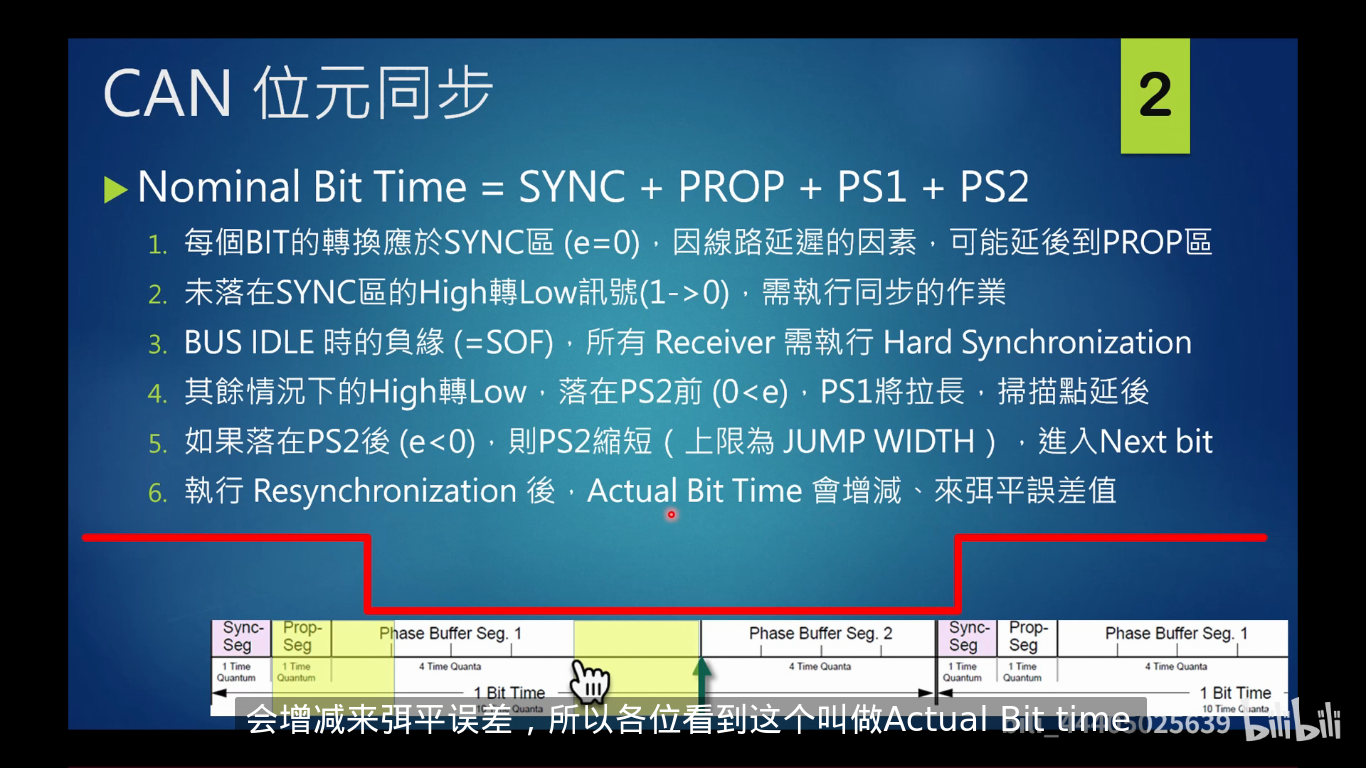 CAN 位元同步
2
Nominal Bit Time = SYNC + PROP + PS1 + PS2
1. 每個BIT的轉換應於SYNC區 (e=0)，因線路延遲的因素，可能延後到PROP區
2. 未落在SYNC區的High轉Low訊號(1->0)，需執行同步的作業
3. BUS IDLE 時的負緣 (=SOF)，所有 Receiver 需執行 Hard Synchronization
4. 其餘情況下的High轉Low，落在PS2前 (0<e)，PS1將拉長，掃描點延後
5. 如果落在PS2後 (e<0)，則PS2縮短（上限為 JUMP WIDTH），進入Next bit
6. 執行 Resynchronization 後，Actual Bit Time 會增減、來弭平誤差值
Sync-Seg Prop-Seg Phase Buffer Seg. 1 Phase Buffer Seg. 2 Sync-Seg Prop-Seg Phase Buffer Seg. 1
1 Time Quantum 1 Time Quantum 4 Time Quanta 4 Time Quanta 1 Time Quantum 1 Time Quantum 4 Time Quanta
1 Bit Time 1 Bit Time
10 Time Quanta
会增减来弭平误差，所以各位看到这个叫做Actual Bit time
bilibili